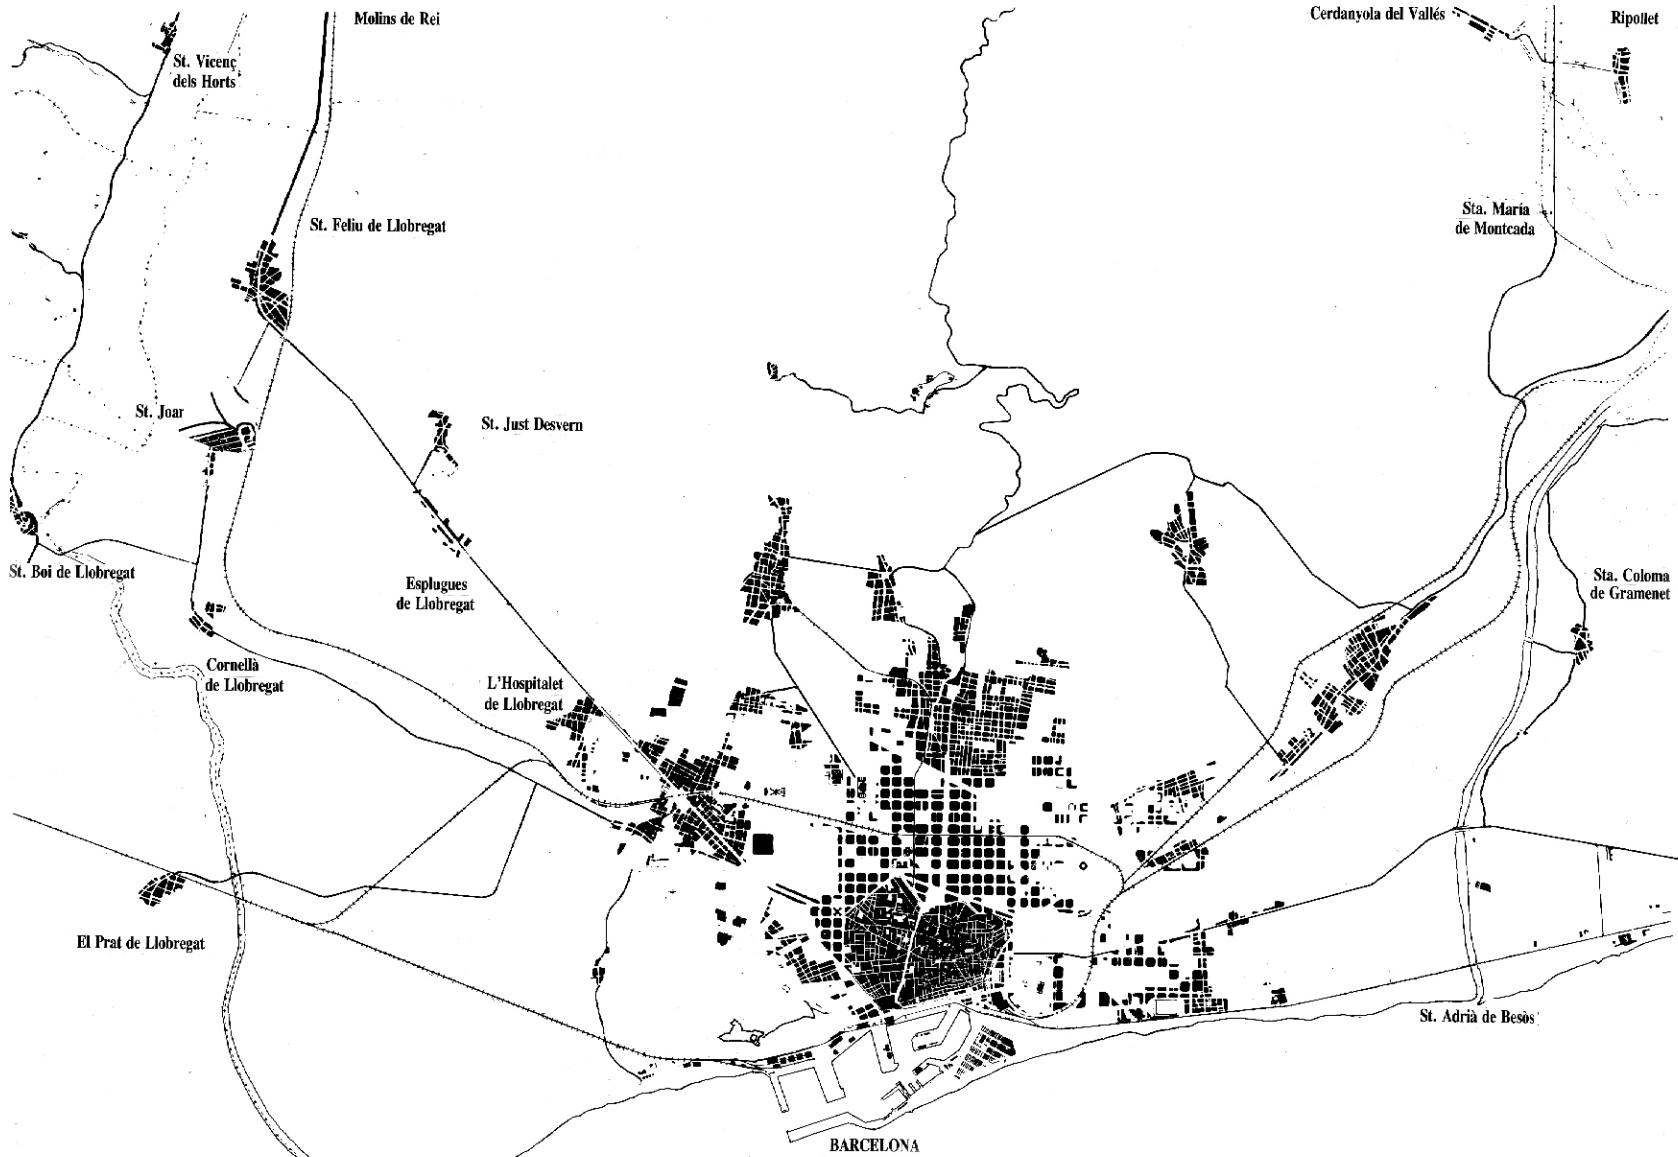 Molins de Rei
Cerdanyola del Vallés
Ripollet
St. Vicenç
dels Horts
Sta. María
de Montcada
St. Feliu de Llobregat
St. Joar
St. Just Desvern
St. Boi de Llobregat
Esplugues
de Llobregat
Sta. Coloma
de Gramenet
Cornellà
de Llobregat
L'Hospitalet
de Llobregat
El Prat de Llobregat
St. Adrià de Besòs
BARCELONA